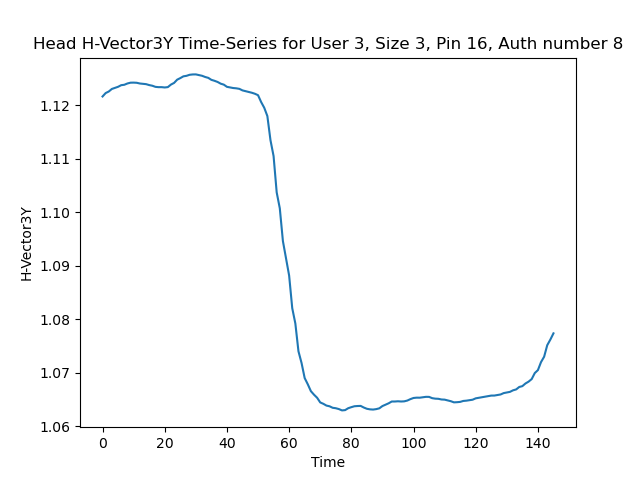 Head H-Vector3Y Time-Series for User 3, Size 3, Pin 16, Auth number 8
1.12
1.11
1.10
1.09
1.08
1.07
1.06
H-Vector3Y
0 20 40 60 80 100 120 140
Time